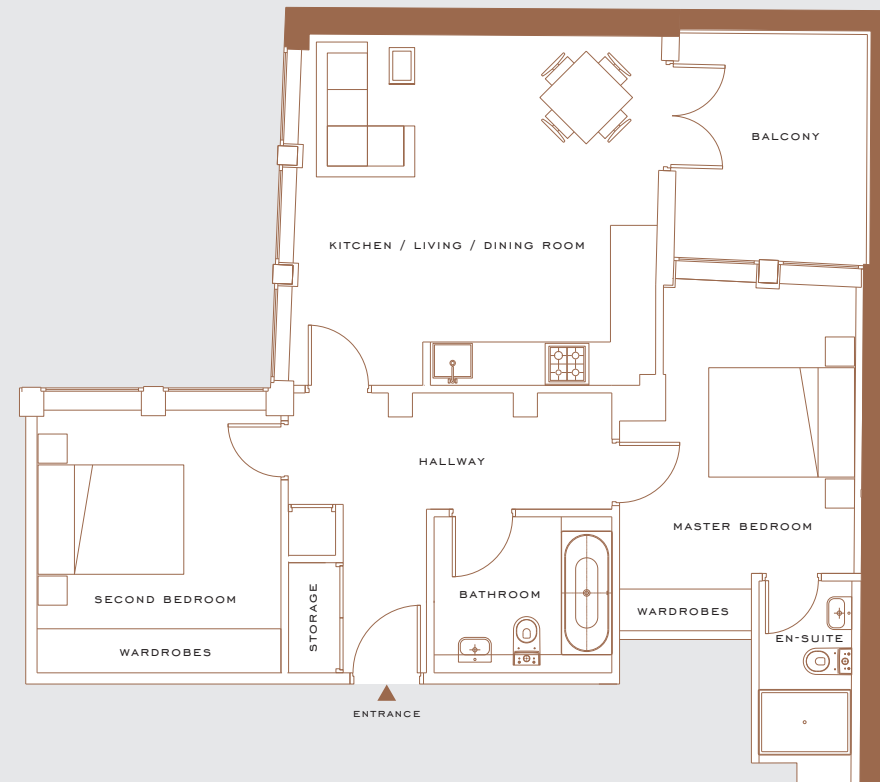 BALCONY
KITCHEN / LIVING / DINING ROOM
HALLWAY
MASTER BEDROOM
BATHROOM
SECOND BEDROOM
STORAGE
WARDROBES
EN-SUITE
WARDROBES
ENTRANCE